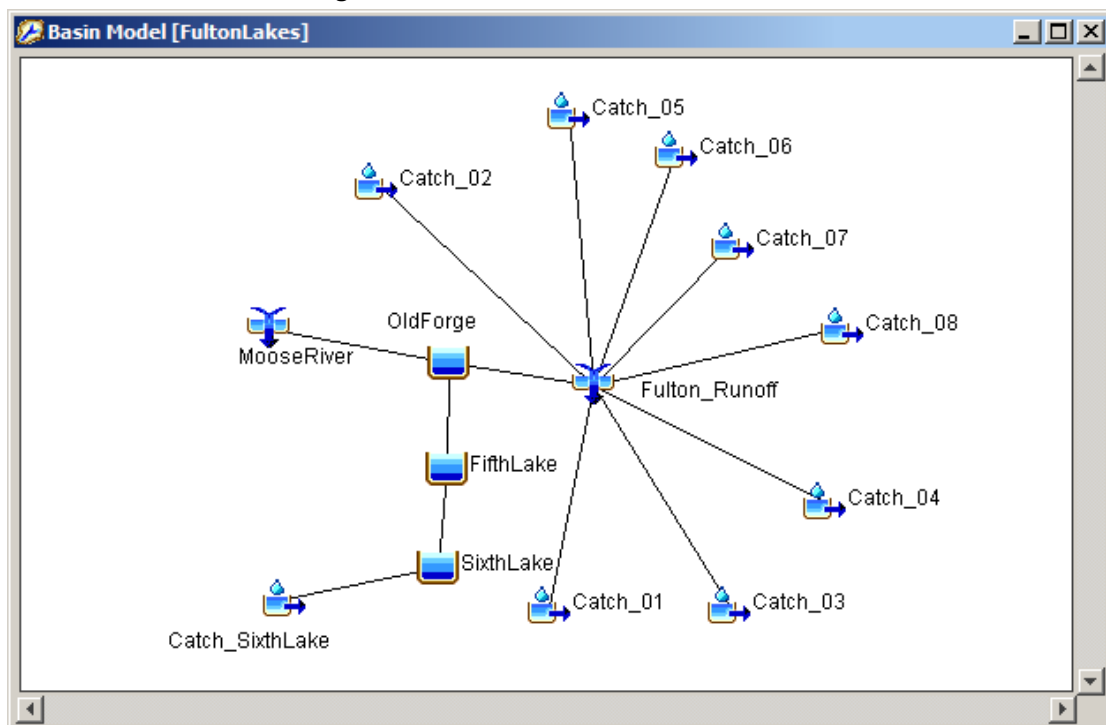 Basin Model [FultonLakes]
Catch_05
Catch_06
Catch_02
Catch_07
OldForge
Catch_08
MooseRiver
Fulton_Runoff
FifthLake
Catch_04
SixthLake
Catch_01
Catch_03
Catch_SixthLake